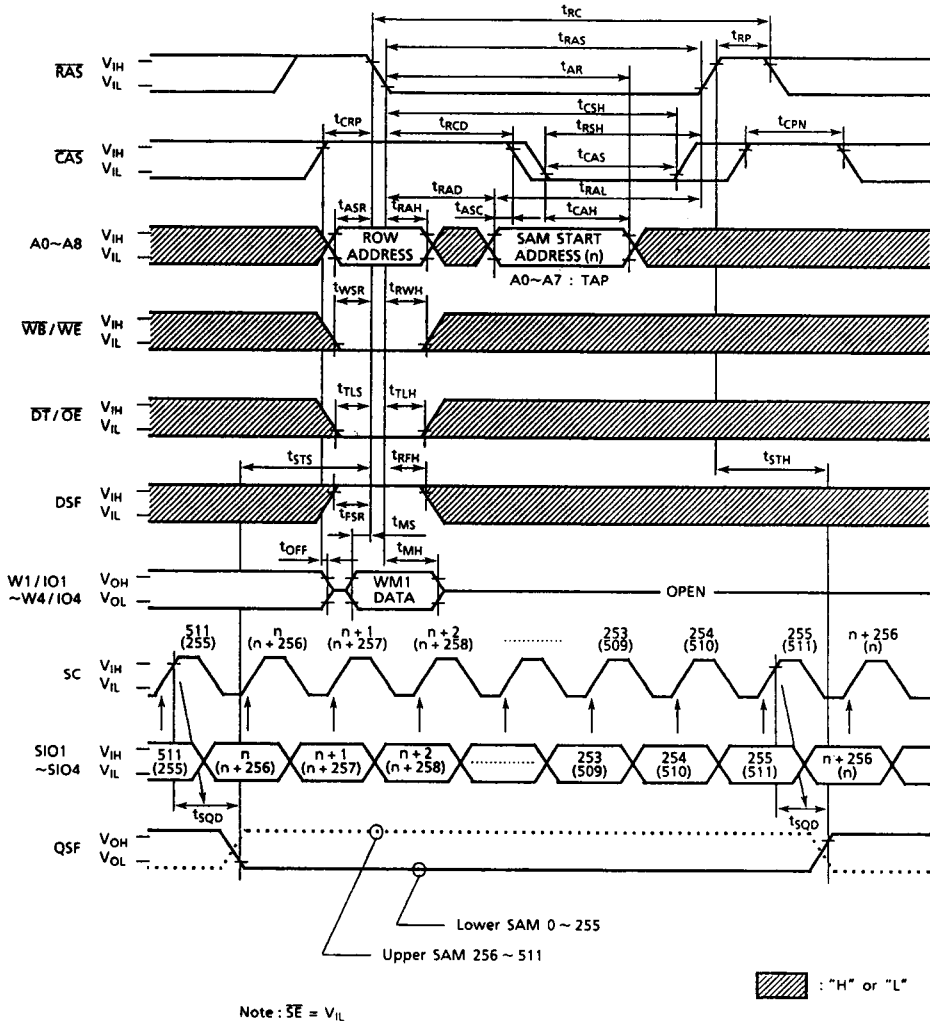 tRC
tRAS
tRP
RAS VIH
VIL
tAR
tCSH
tCRP
tRCD
tRSH
tCPN
CAS VIH
VIL
tCAS
tRAD
tRAL
tASR
tRAH
tASC
tCAH
A0~A8 VIH
VIL
ROW
ADDRESS
SAM START
ADDRESS (n)
A0~A7 : TAP
tWSR
tRWH
WB/WE VIH
VIL
tTLS
tTLH
DT/OE VIH
VIL
tSTS
tRFH
tSTH
DSF VIH
VIL
tFSR
tMS
tOFF
tMH
W1/IO1
~W4/IO4
VOH
VOL
WM1
DATA
OPEN
511
(255)
n
(n+256)
n+1
(n+257)
n+2
(n+258)
..........
253
(509)
254
(510)
255
(511)
n+256
(n)
SC VIH
VIL
SIO1
~SIO4
VIH
VIL
511
(255)
n
(n+256)
n+1
(n+257)
n+2
(n+258)
..........
253
(509)
254
(510)
255
(511)
n+256
(n)
tSQD
tSQD
QSF VOH
VOL
Lower SAM 0~255
Upper SAM 256~511
: "H" or "L"
Note : SE = VIL